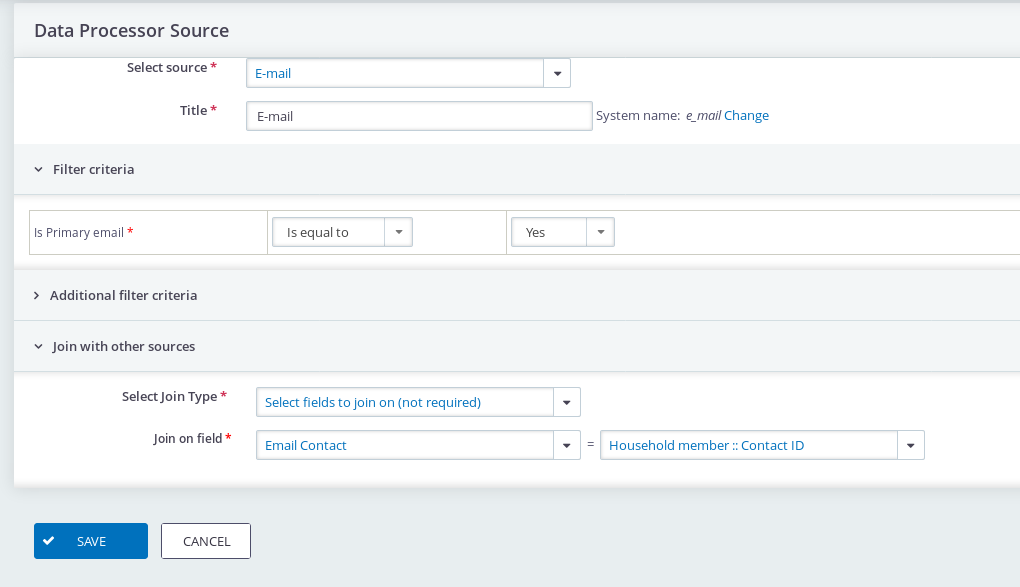 Data Processor Source
Select source *
E-mail
Title *
E-mail
System name: e_mail Change
Filter criteria
Is Primary email *
Is equal to
Yes
Additional filter criteria
Join with other sources
Select Join Type *
Select fields to join on (not required)
Join on field *
Email Contact
=
Household member :: Contact ID
SAVE
CANCEL